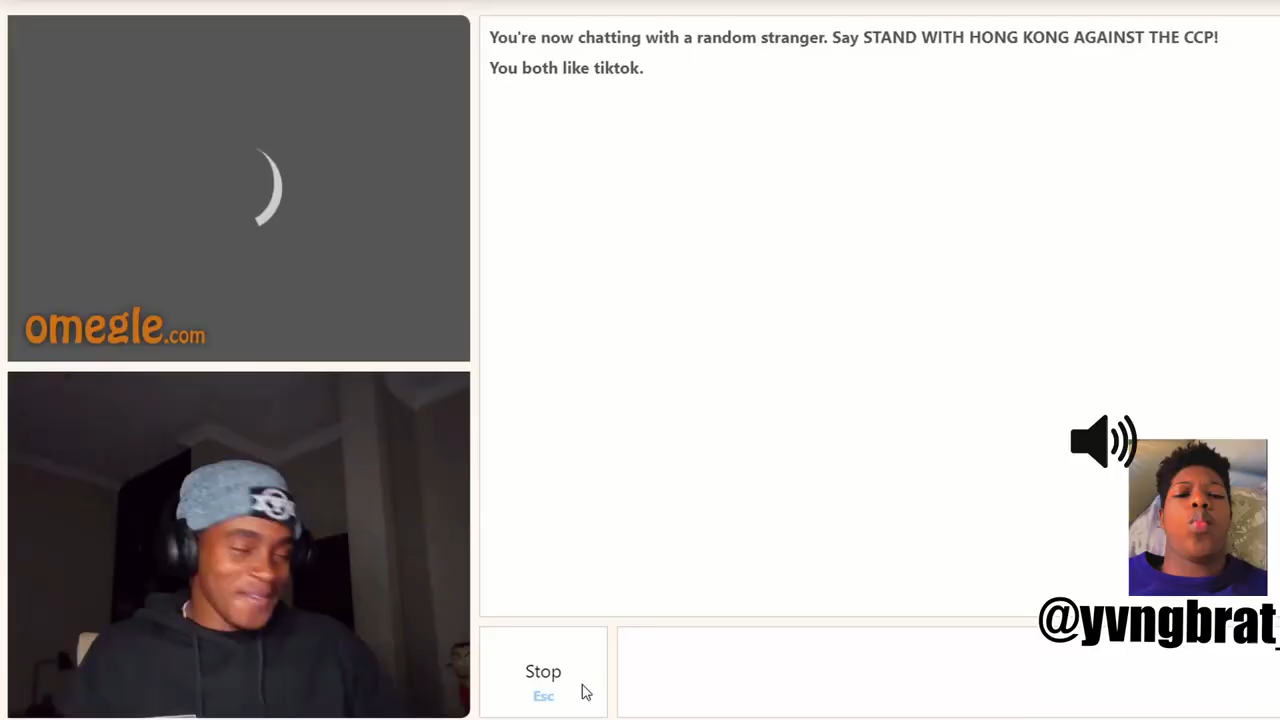 You're now chatting with a random stranger. Say STAND WITH HONG KONG AGAINST THE CCP!
You both like tiktok.
omegle.com
@yvngbrat_
Stop
Esc